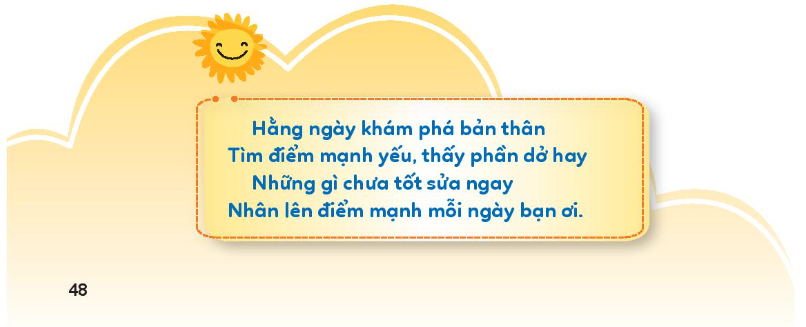 Hằng ngày khám phá bản thân
Tìm điểm mạnh yếu, thấy phần dở hay
Những gì chưa tốt sửa ngay
Nhân lên điểm mạnh mỗi ngày bạn ơi.
48